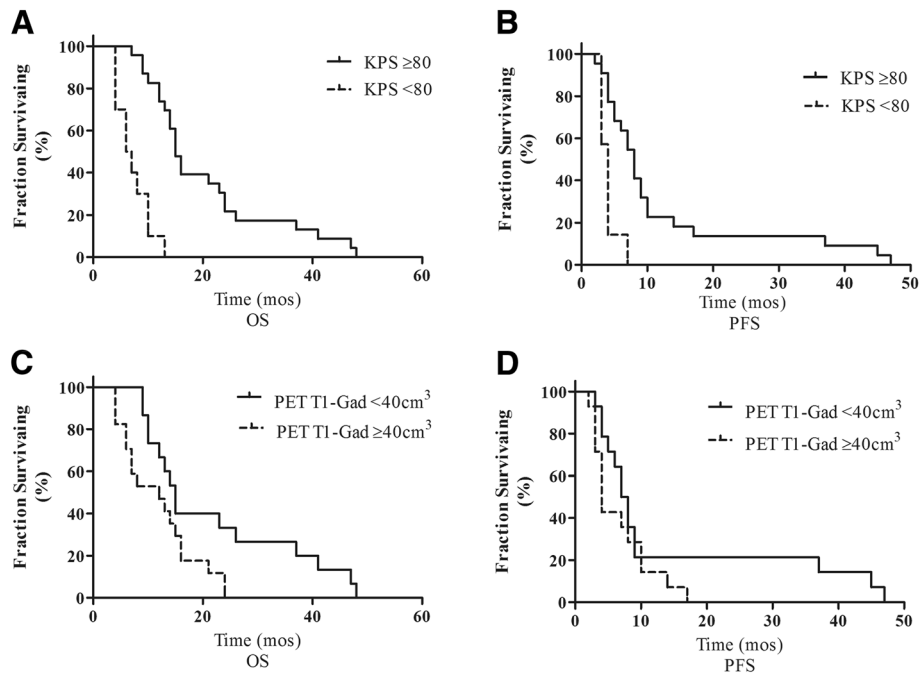 A
Fraction Survivaing
(%)
100
80
60
40
20
0
KPS ≥80
KPS <80
0 20 40 60
Time (mos)
OS
B
Fraction Survivaing
(%)
100
80
60
40
20
0
KPS ≥80
KPS <80
0 10 20 30 40 50
Time (mos)
PFS
C
Fraction Survivaing
(%)
100
80
60
40
20
0
PET T1-Gad <40cm³
PET T1-Gad ≥40cm³
0 20 40 60
Time (mos)
OS
D
Fraction Survivaing
(%)
100
80
60
40
20
0
PET T1-Gad <40cm³
PET T1-Gad ≥40cm³
0 10 20 30 40 50
Time (mos)
PFS